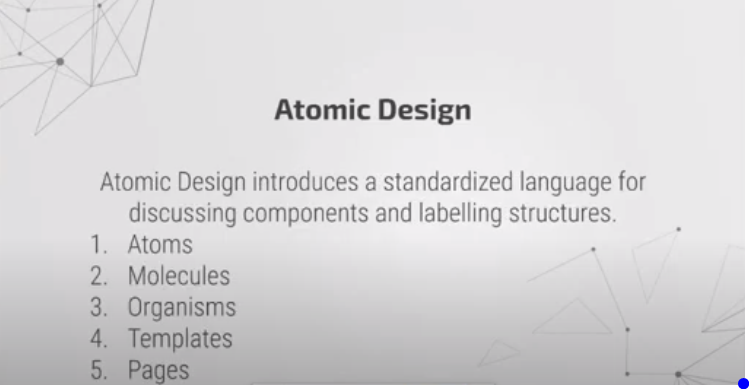 Atomic Design
Atomic Design introduces a standardized language for
discussing components and labelling structures.
1. Atoms
2. Molecules
3. Organisms
4. Templates
5. Pages